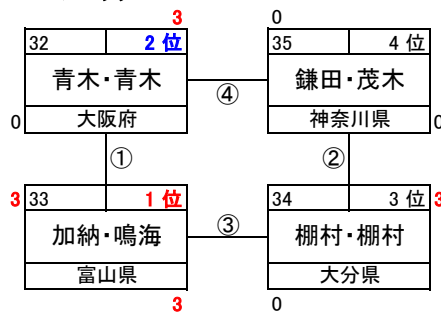 3 0
32 2位 35 4位
青木・青木 ④ 鎌田・茂木
0 大阪府 神奈川県 0
① ②
3 33 1位 34 3位 3
加納・鳴海 ③ 棚村・棚村
富山県 大分県
3 0